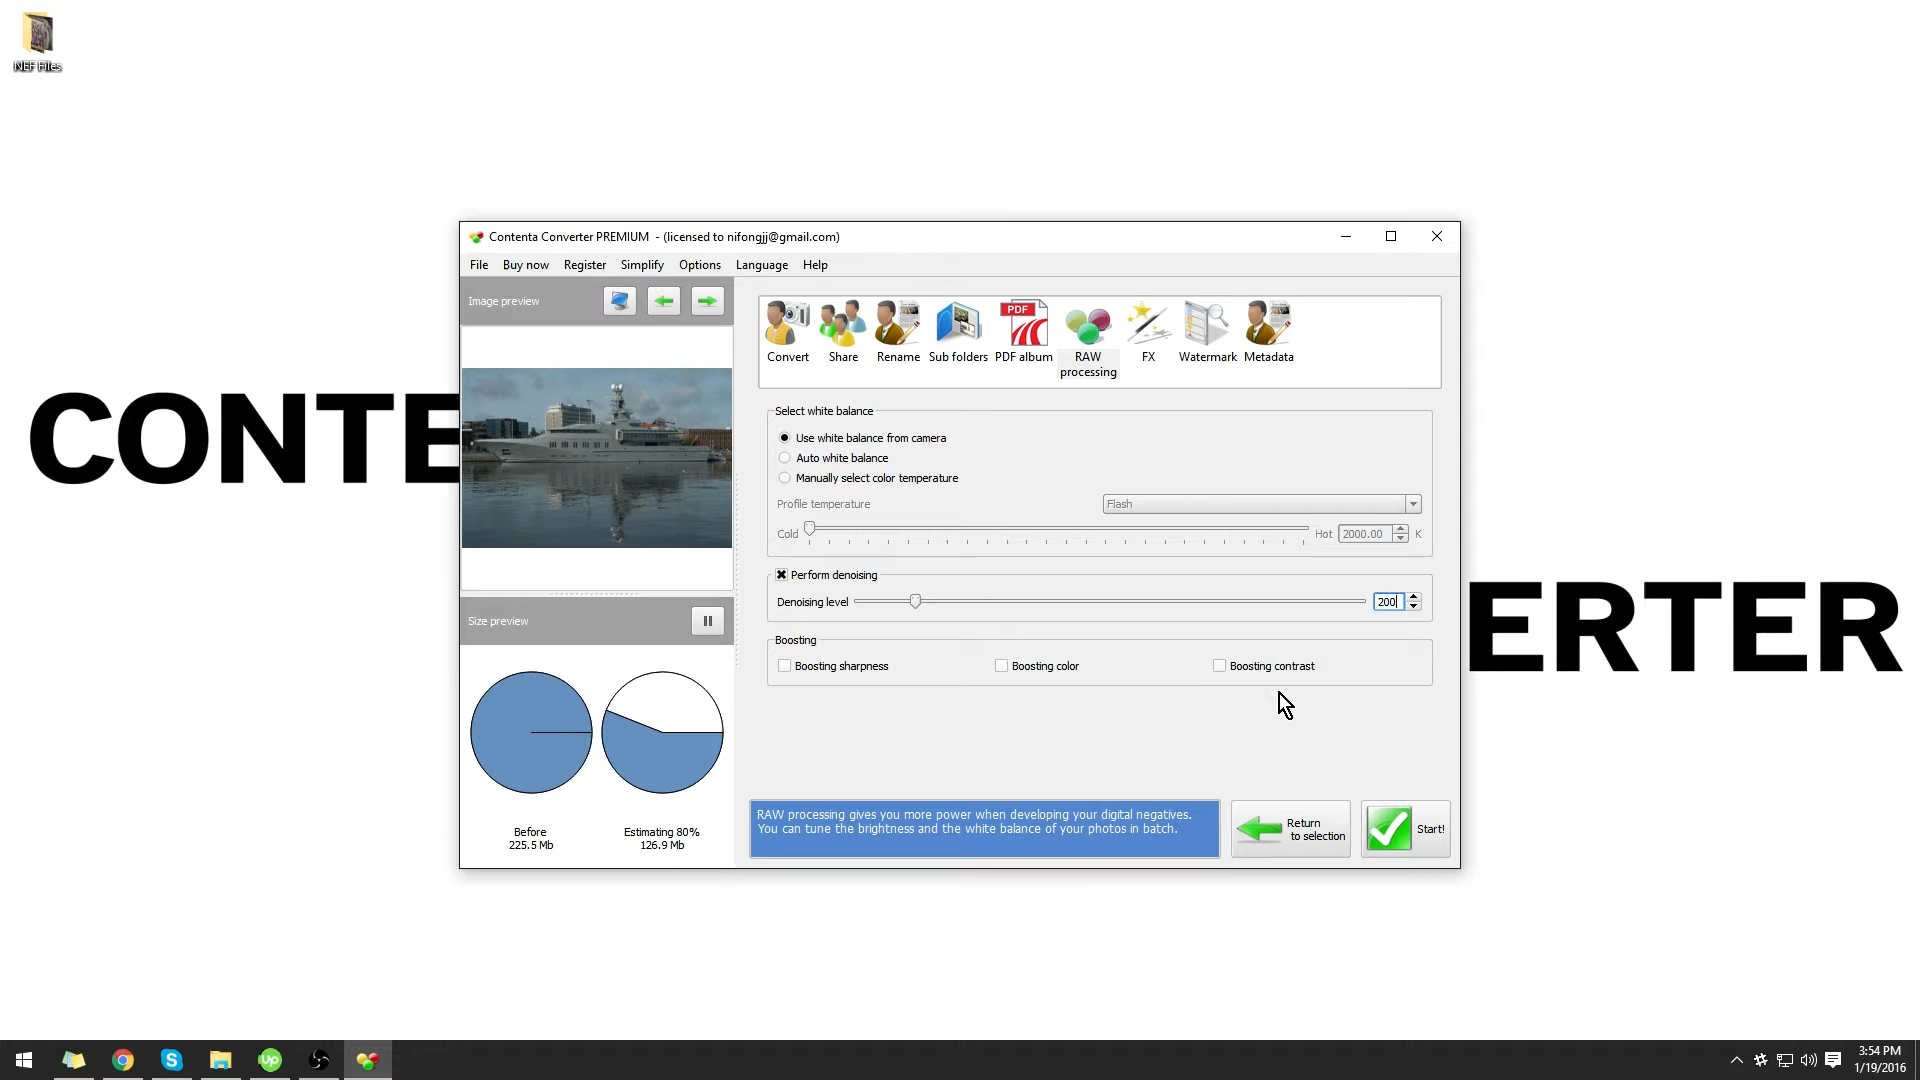 NEF Files
CONTE
ERTER
Contenta Converter PREMIUM - (licensed to nifongjj@gmail.com)
File Buy now Register Simplify Options Language Help
Image preview
Convert Share Rename Sub folders PDF album RAW processing FX Watermark Metadata
PDF
Select white balance
Use white balance from camera
Auto white balance
Manually select color temperature
Profile temperature Flash
Cold Hot 2000.00 K
Perform denoising
Denoising level 200
Boosting
Boosting sharpness Boosting color Boosting contrast
Size preview
Before
225.5 Mb
Estimating 80%
126.9 Mb
RAW processing gives you more power when developing your digital negatives.
You can tune the brightness and the white balance of your photos in batch.
Return
to selection
Start!
Up
3:54 PM
1/19/2016